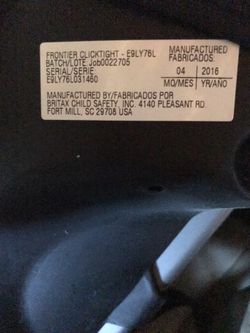 FRONTIER CLICKTIGHT - E9LY76L
BATCH/LOTE Job0022705
SERIAL/SERIE
E9LY76L031460
MANUFACTURED
FABRICADOS:
04 2016
MO/MES YR/AÑO
MANUFACTURED BY/FABRICADOS POR
BRITAX CHILD SAFETY, INC. 4140 PLEASANT RD.
FORT MILL, SC 29708 USA